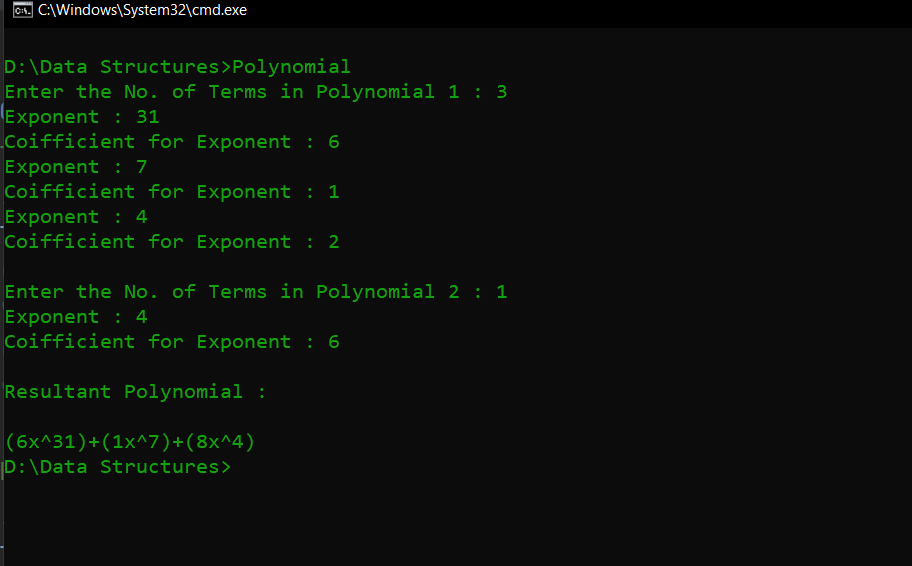 C:\Windows\System32\cmd.exe
D:\Data Structures>Polynomial
Enter the No. of Terms in Polynomial 1 : 3
Exponent : 31
Coifficient for Exponent : 6
Exponent : 7
Coifficient for Exponent : 1
Exponent : 4
Coifficient for Exponent : 2
Enter the No. of Terms in Polynomial 2 : 1
Exponent : 4
Coifficient for Exponent : 6
Resultant Polynomial :
(6x^31)+(1x^7)+(8x^4)
D:\Data Structures>